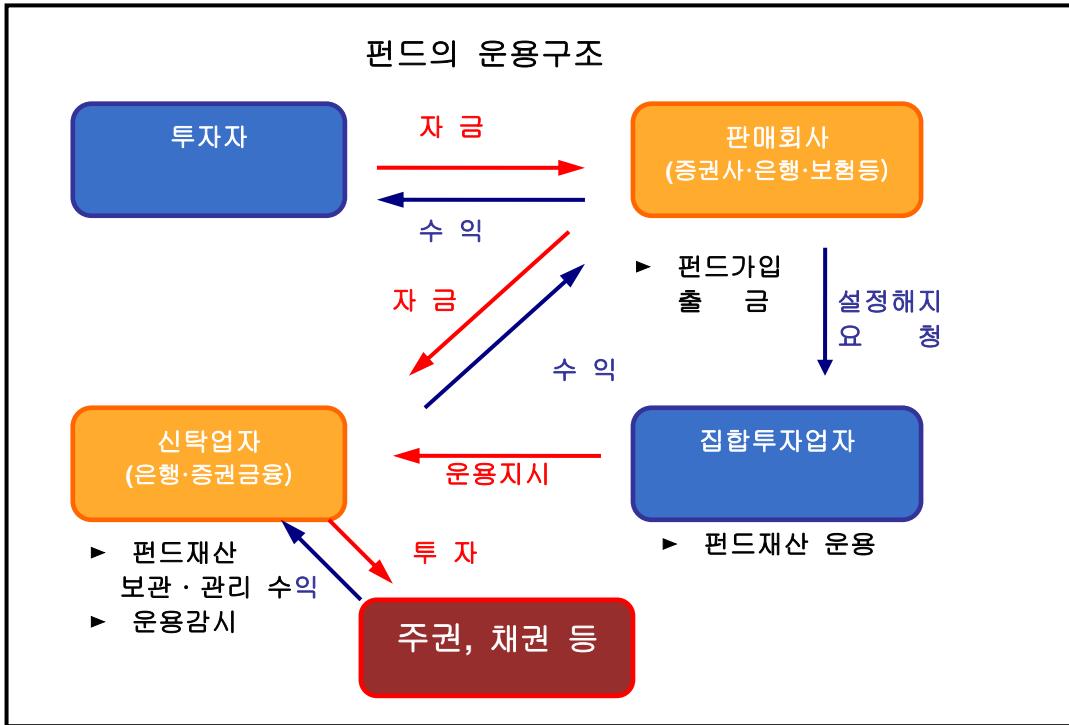 펀드의 운용구조
투자자
자 금
판매회사
(증권사·은행·보험등)
수 익
► 펀드가입
출 금
자 금
설정해지
요 청
수 익
신탁업자
(은행·증권금융)
운용지시
집합투자업자
► 펀드재산
보관 · 관리 수익
► 운용감시
투 자
► 펀드재산 운용
주권, 채권 등